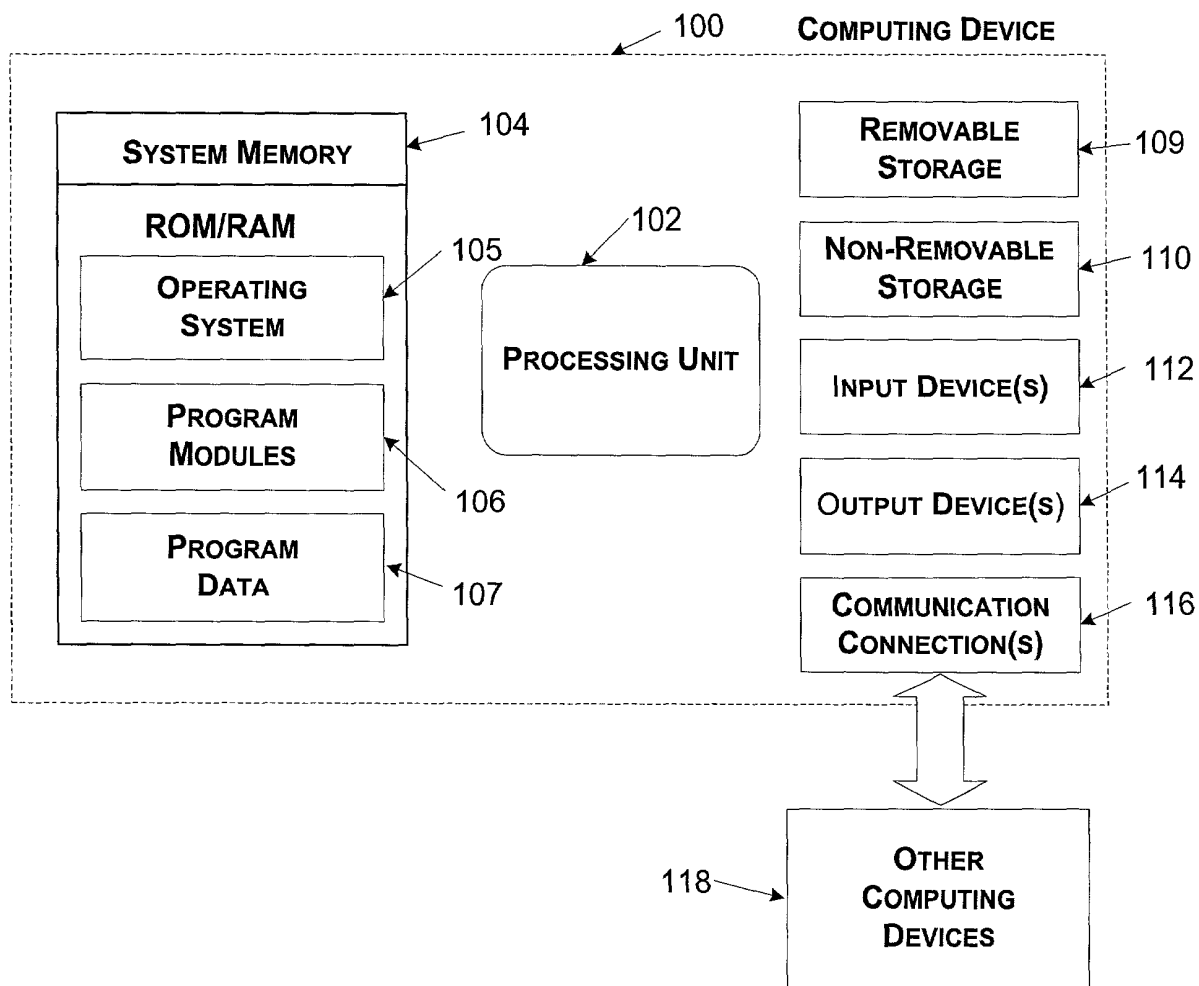 100
COMPUTING DEVICE
SYSTEM MEMORY
104
ROM/RAM
OPERATING
SYSTEM
105
PROGRAM
MODULES
106
PROGRAM
DATA
107
102
PROCESSING UNIT
REMOVABLE
STORAGE
109
NON-REMOVABLE
STORAGE
110
INPUT DEVICE(S)
112
OUTPUT DEVICE(S)
114
COMMUNICATION
CONNECTION(S)
116
118
OTHER
COMPUTING
DEVICES